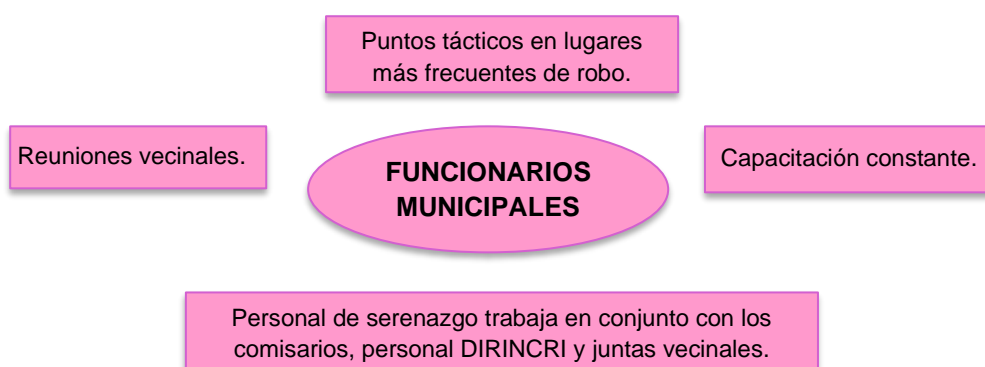 Puntos tácticos en lugares
más frecuentes de robo.
Reuniones vecinales.
FUNCIONARIOS
MUNICIPALES
Capacitación constante.
Personal de serenazgo trabaja en conjunto con los
comisarios, personal DIRINCRI y juntas vecinales.